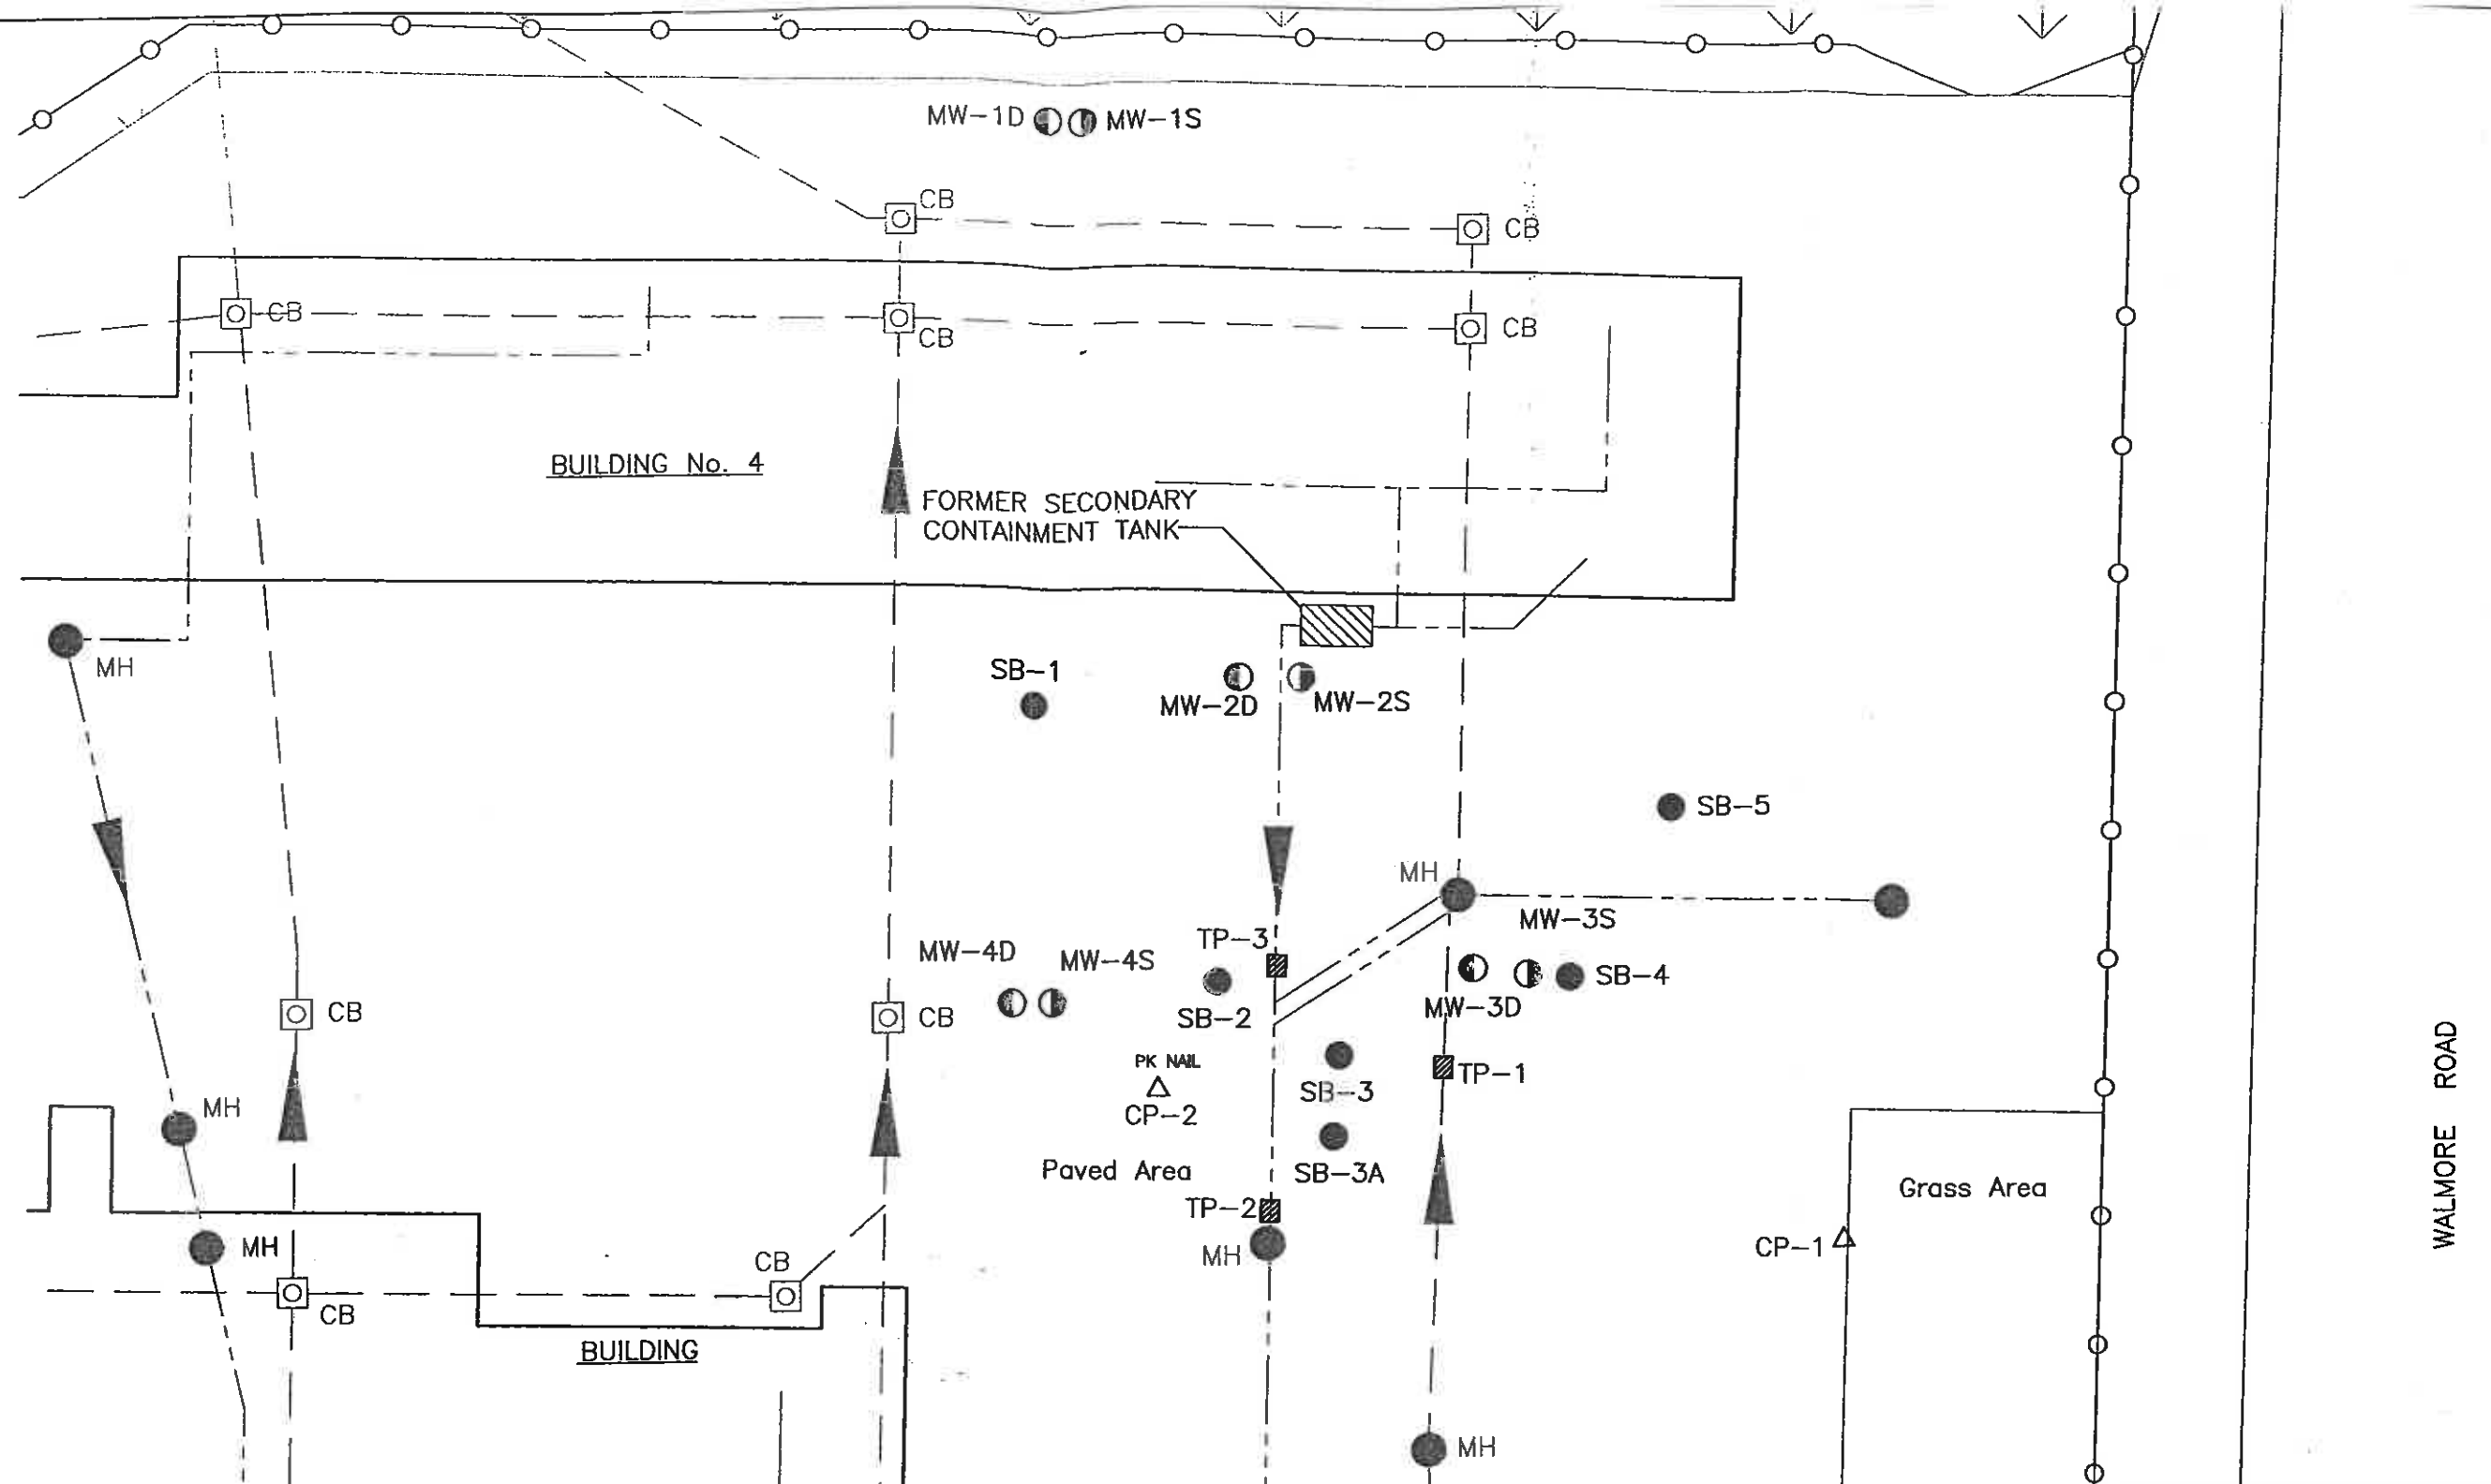 MW-1D
MW-1S
CB
CB
CB
CB
CB
BUILDING No. 4
FORMER SECONDARY
CONTAINMENT TANK
MH
SB-1
MW-2D
MW-2S
SB-5
MH
MW-3S
TP-3
MW-4D
MW-4S
SB-4
MW-3D
CB
CB
SB-2
PK NAIL
CP-2
SB-3
TP-1
MH
Paved Area
SB-3A
Grass Area
TP-2
MH
MH
CP-1
CB
CB
BUILDING
MH
WALMORE ROAD